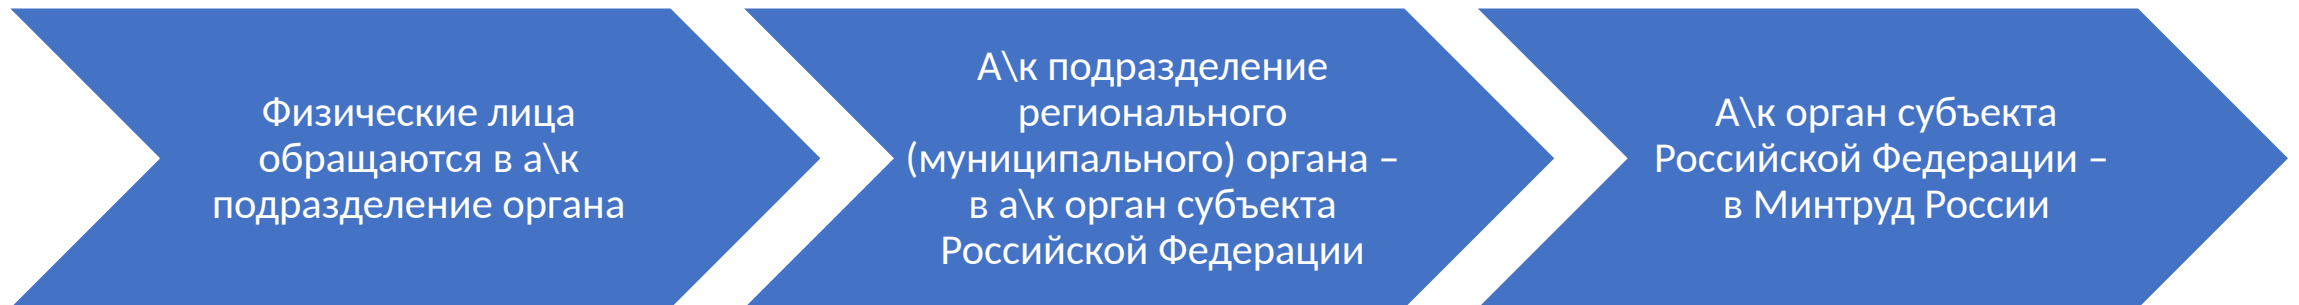 Физические лица
обращаются в а\к
подразделение органа
А\к подразделение
регионального
(муниципального) органа –
в а\к орган субъекта
Российской Федерации
А\к орган субъекта
Российской Федерации –
в Минтруд России